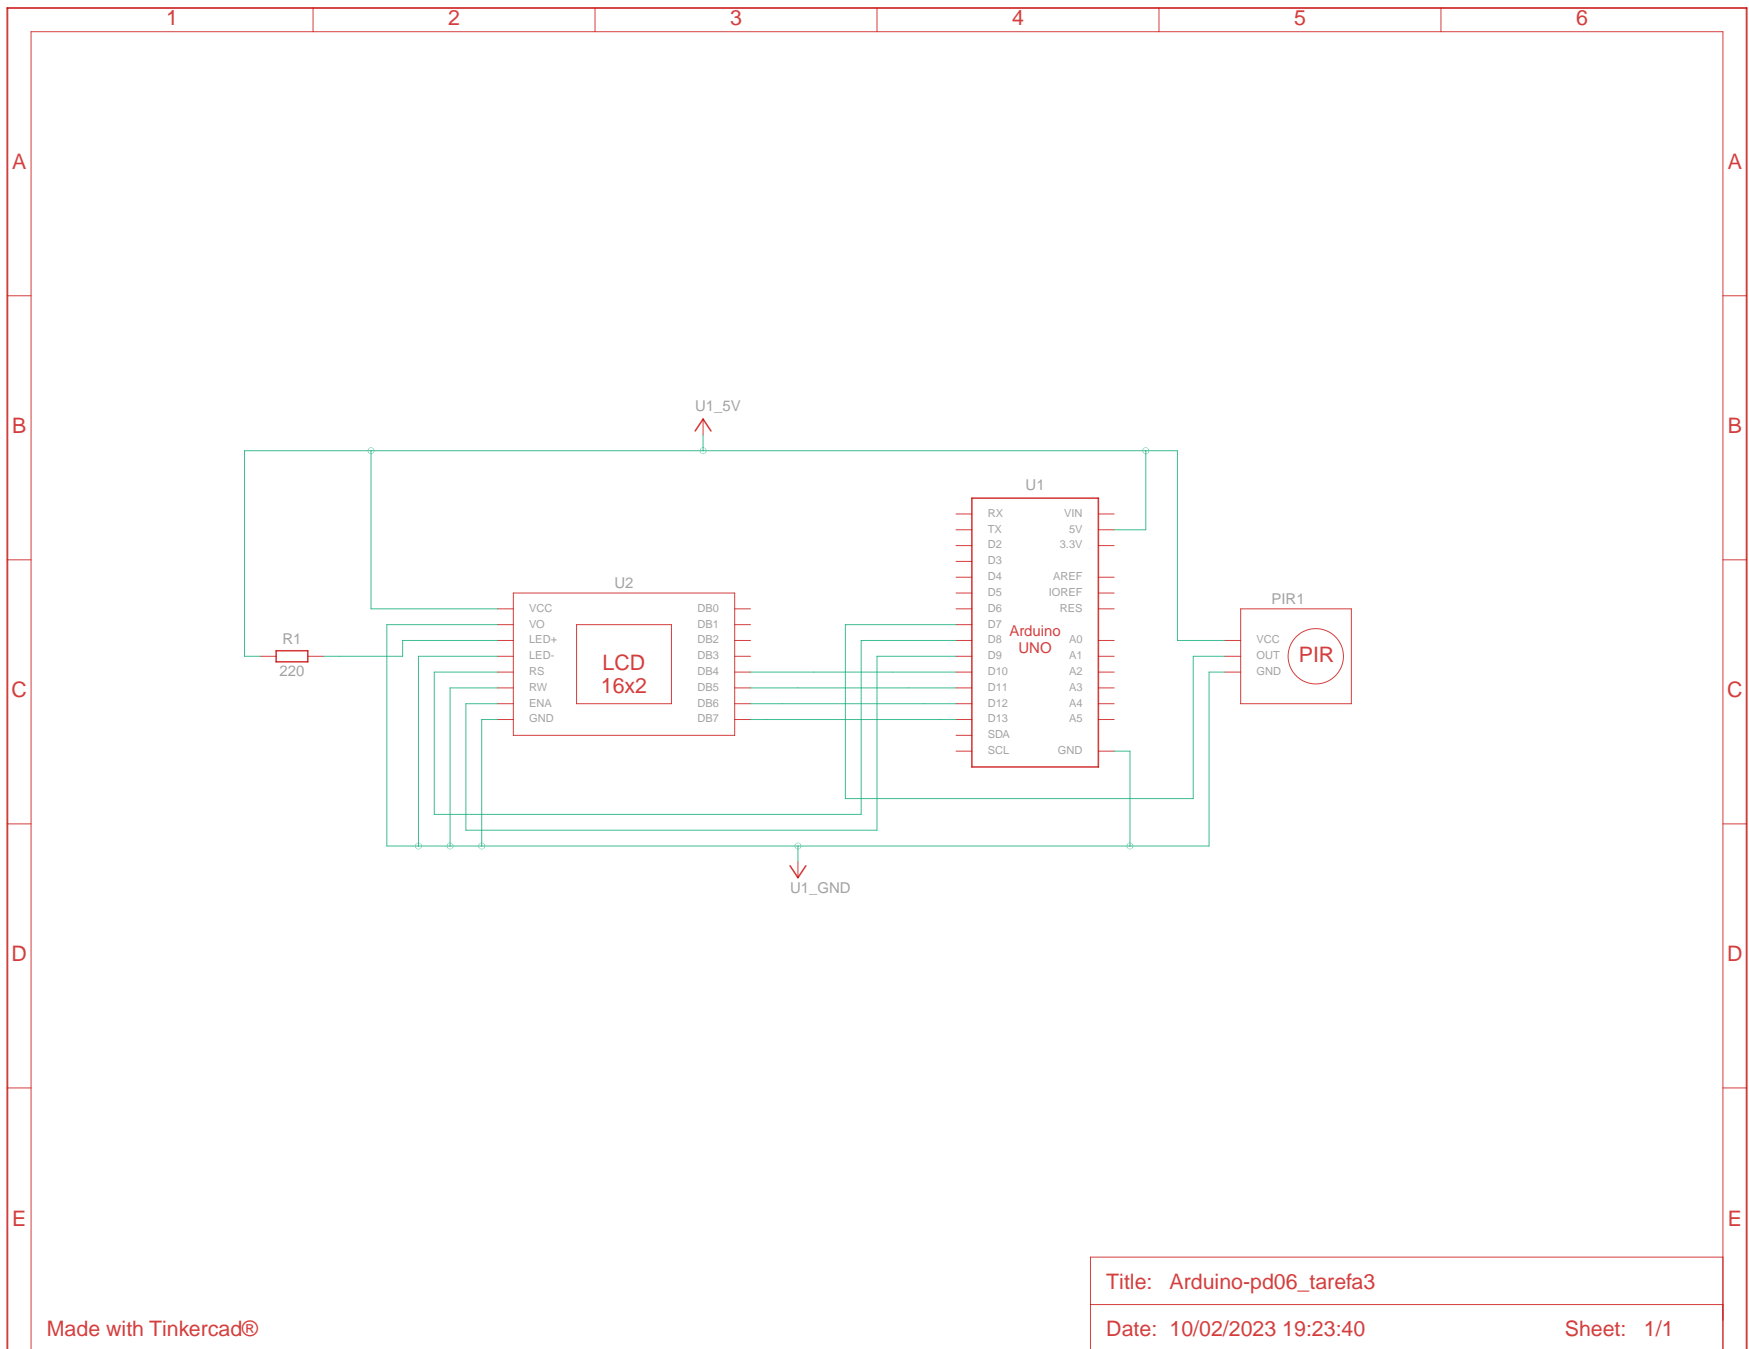 1 2 3 4 5 6
A A
B B
C C
D D
E E
U1_5V
U1
RX VIN
TX 5V
D2 3.3V
D3
D4 AREF
D5 IOREF
D6 RES
D7
D8 A0
D9 A1
D10 A2
D11 A3
D12 A4
D13 A5
SDA
SCL GND
Arduino
UNO
U2
VCC DB0
VO DB1
LED+ DB2
LED- DB3
RS DB4
RW DB5
ENA DB6
GND DB7
LCD
16x2
R1
220
PIR1
VCC
OUT
GND
PIR
U1_GND
Title: Arduino-pd06_tarefa3
Made with Tinkercad®
Date: 10/02/2023 19:23:40 Sheet: 1/1